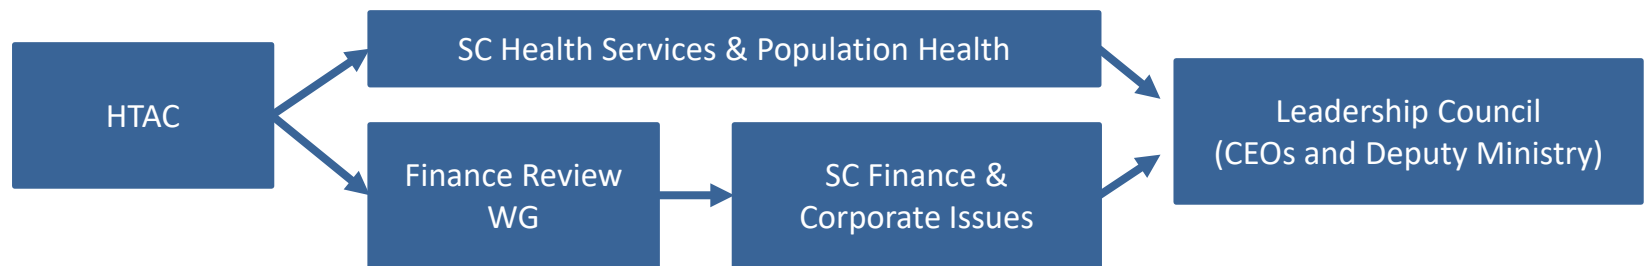 HTAC
SC Health Services & Population Health
Finance Review
WG
SC Finance &
Corporate Issues
Leadership Council
(CEOs and Deputy Ministry)